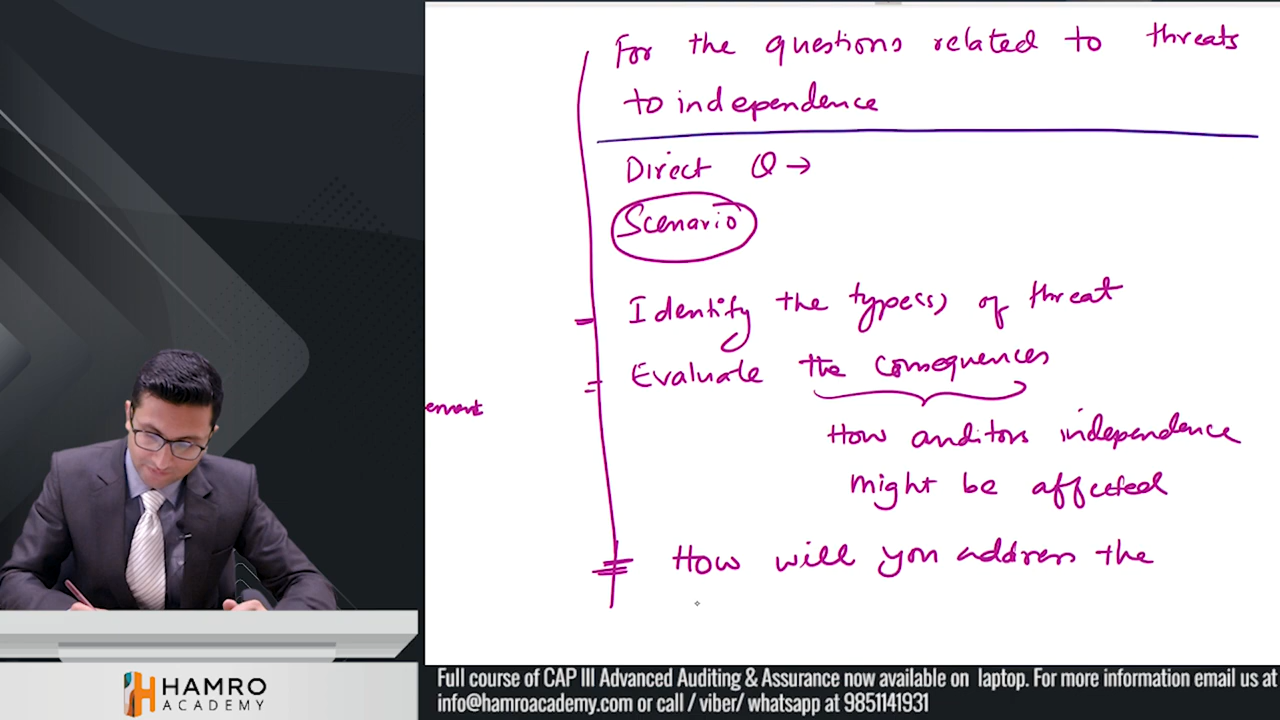 For the questions related to threats
to independence
Direct Q →
Scenario
Identify the type(s) of threat
Evaluate the consequences
ement
How auditors independence
might be affected
How will you address the
HAMRO
ACADEMY
Full course of CAP III Advanced Auditing & Assurance now available on laptop. For more information email us at
info@hamroacademy.com or call / viber/ whatsapp at 9851141931